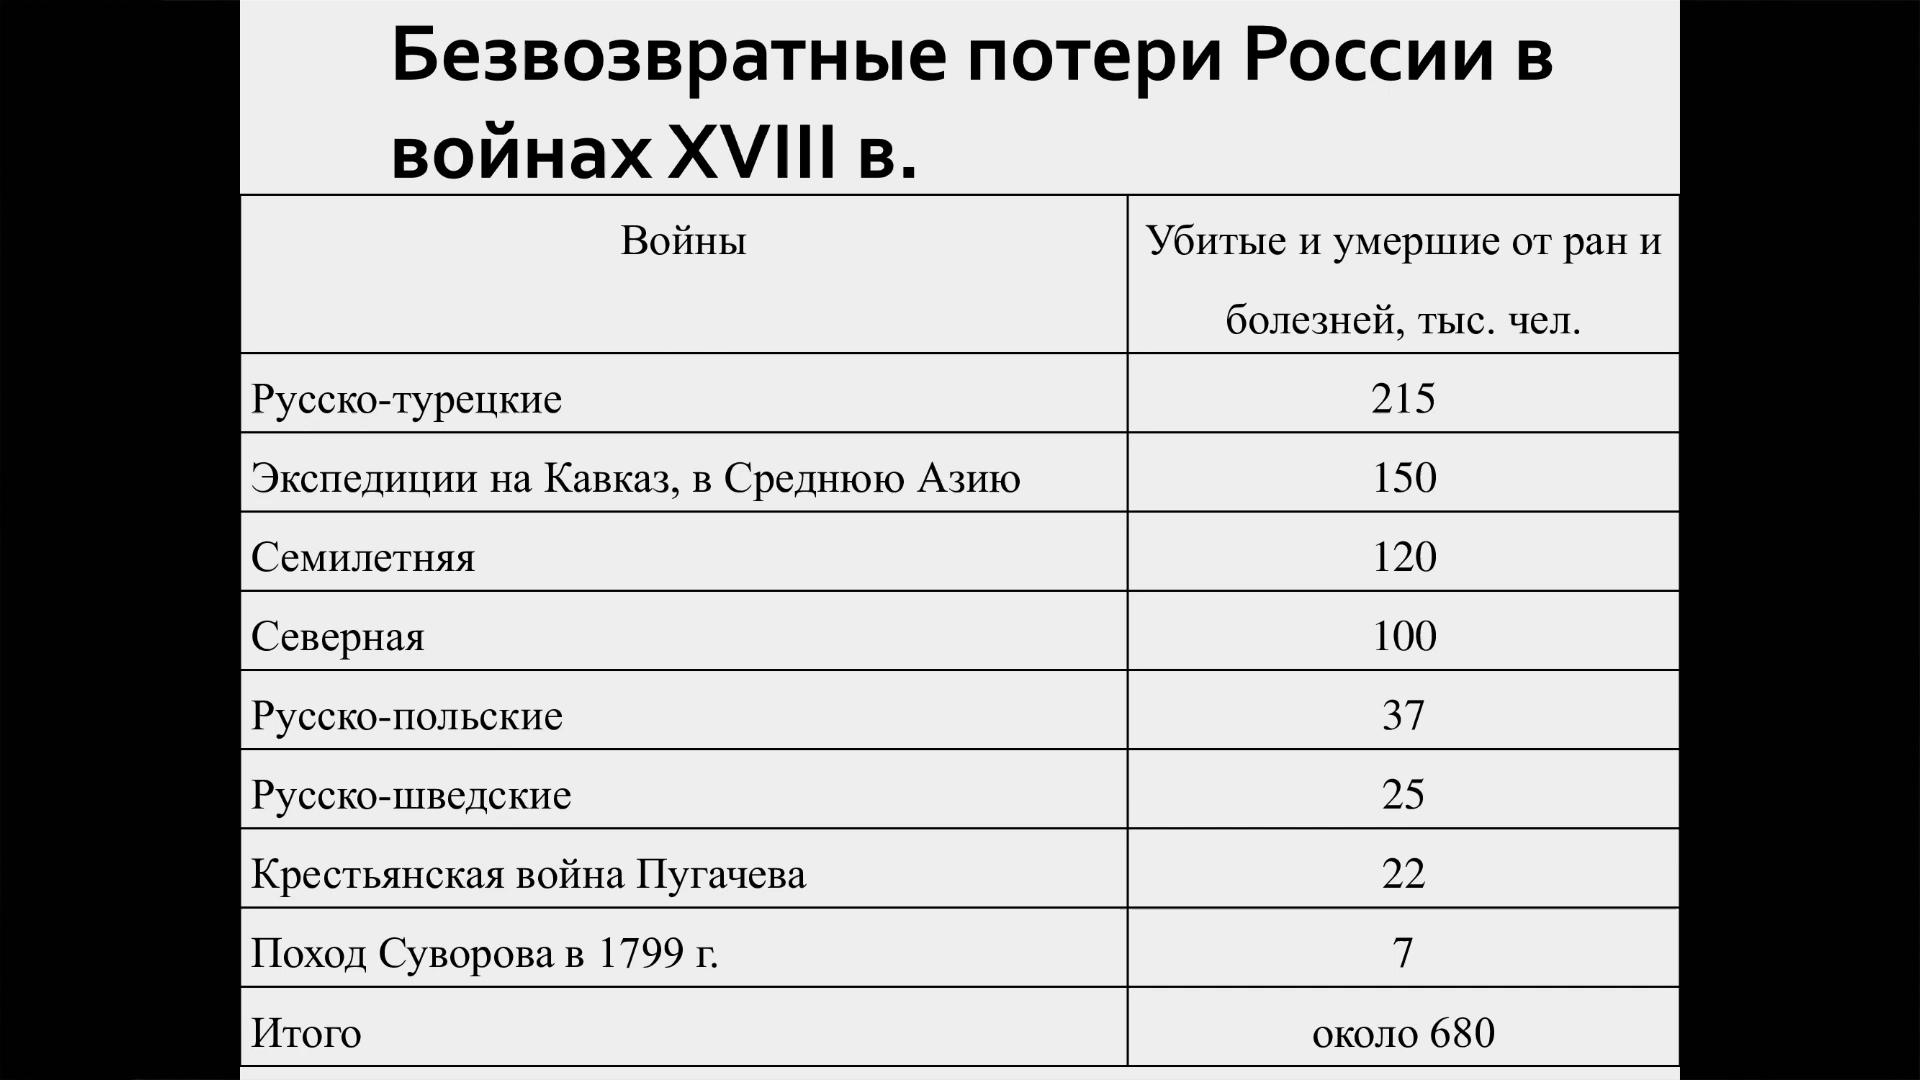 Безвозвратные потери России в
войнах XVIII в.
Войны
Убитые и умершие от ран и
болезней, тыс. чел.
Русско-турецкие 215
Экспедиции на Кавказ, в Среднюю Азию 150
Семилетняя 120
Северная 100
Русско-польские 37
Русско-шведские 25
Крестьянская война Пугачева 22
Поход Суворова в 1799 г. 7
Итого около 680